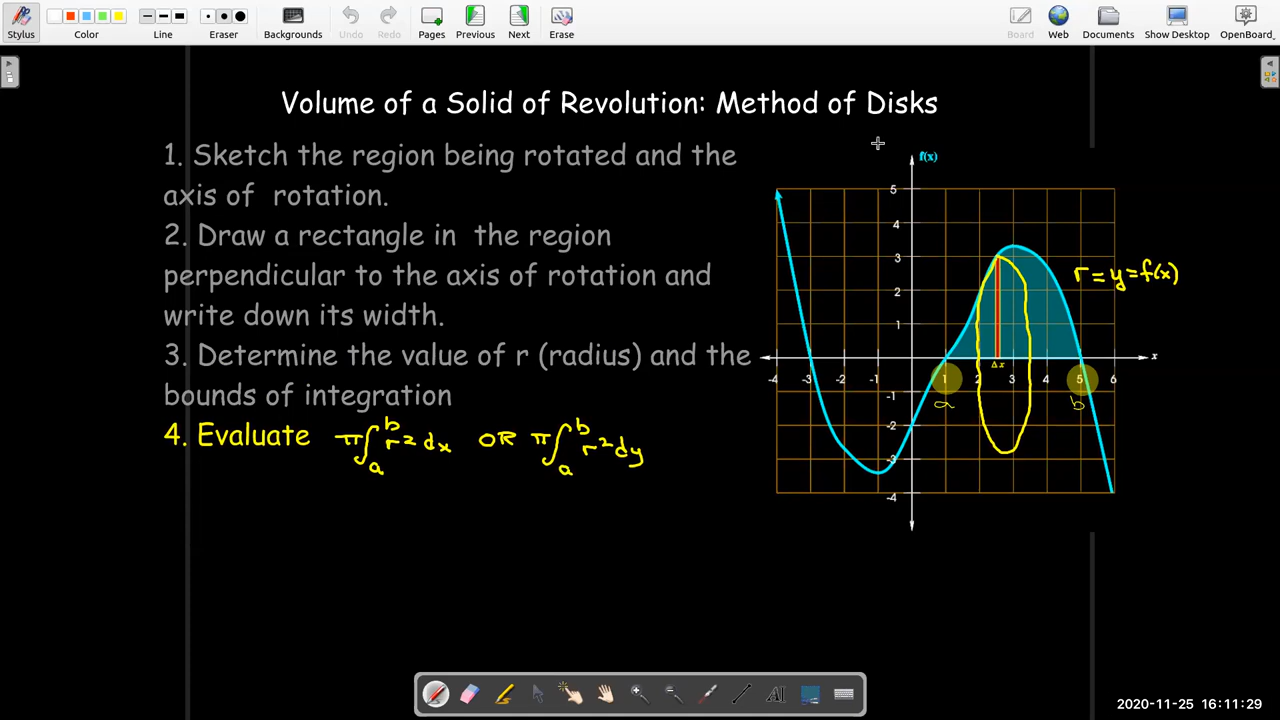 Stylus
Color
Line
Eraser
Backgrounds
Undo
Redo
Pages
Previous
Next
Erase
Board
Web
Documents
Show Desktop
OpenBoard
Volume of a Solid of Revolution: Method of Disks
1. Sketch the region being rotated and the
axis of rotation.
2. Draw a rectangle in the region
perpendicular to the axis of rotation and
write down its width.
3. Determine the value of r (radius) and the
bounds of integration
4. Evaluate π∫_a^b r² dx OR π∫_a^b r² dy
f(x)
5
4
3
2
1
-4 -3 -2 -1 1 Δx 3 4 5 6
x
-1
-2
-3
-4
r = y = f(x)
a
b
AI
2020-11-25 16:11:29